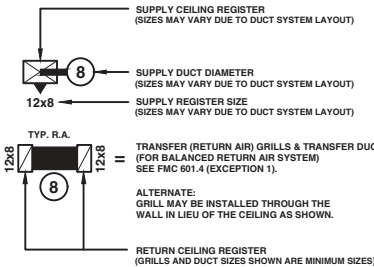 SUPPLY CEILING REGISTER
(SIZES MAY VARY DUE TO DUCT SYSTEM LAYOUT)
8
SUPPLY DUCT DIAMETER
(SIZES MAY VARY DUE TO DUCT SYSTEM LAYOUT)
12x8
SUPPLY REGISTER SIZE
(SIZES MAY VARY DUE TO DUCT SYSTEM LAYOUT)
TYP. R.A.
12x8
12x8
=
8
TRANSFER (RETURN AIR) GRILLS & TRANSFER DUC
(FOR BALANCED RETURN AIR SYSTEM)
SEE FMC 601.4 (EXCEPTION 1).
ALTERNATE:
GRILL MAY BE INSTALLED THROUGH THE
WALL IN LIEU OF THE CEILING AS SHOWN.
RETURN CEILING REGISTER
(GRILLS AND DUCT SIZES SHOWN ARE MINIMUM SIZES)